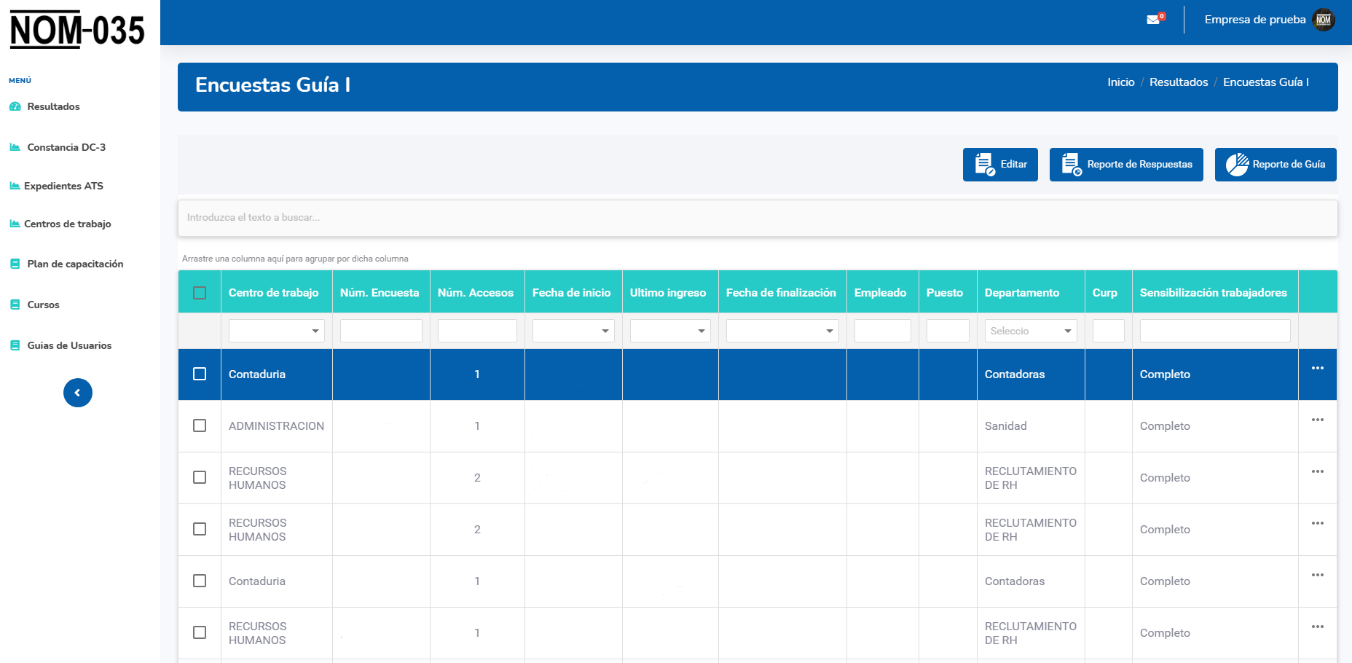 NOM-035
0
Empresa de prueba
NOM
MENÚ
Resultados
Constancia DC-3
Expedientes ATS
Centros de trabajo
Plan de capacitación
Cursos
Guias de Usuarios
Encuestas Guía I
Inicio / Resultados / Encuestas Guía I
Editar
Reporte de Respuestas
Reporte de Guía
Introduzca el texto a buscar...
Arrastre una columna aquí para agrupar por dicha columna
Centro de trabajo Núm. Encuesta Núm. Accesos Fecha de inicio Ultimo ingreso Fecha de finalización Empleado Puesto Departamento Curp Sensibilización trabajadores
Seleccio
Contaduria 1 Contadoras Completo ...
ADMINISTRACION 1 Sanidad Completo ...
RECURSOS HUMANOS 2 RECLUTAMIENTO DE RH Completo ...
RECURSOS HUMANOS 2 RECLUTAMIENTO DE RH Completo ...
Contaduria 1 Contadoras Completo ...
RECURSOS HUMANOS 1 RECLUTAMIENTO DE RH Completo ...